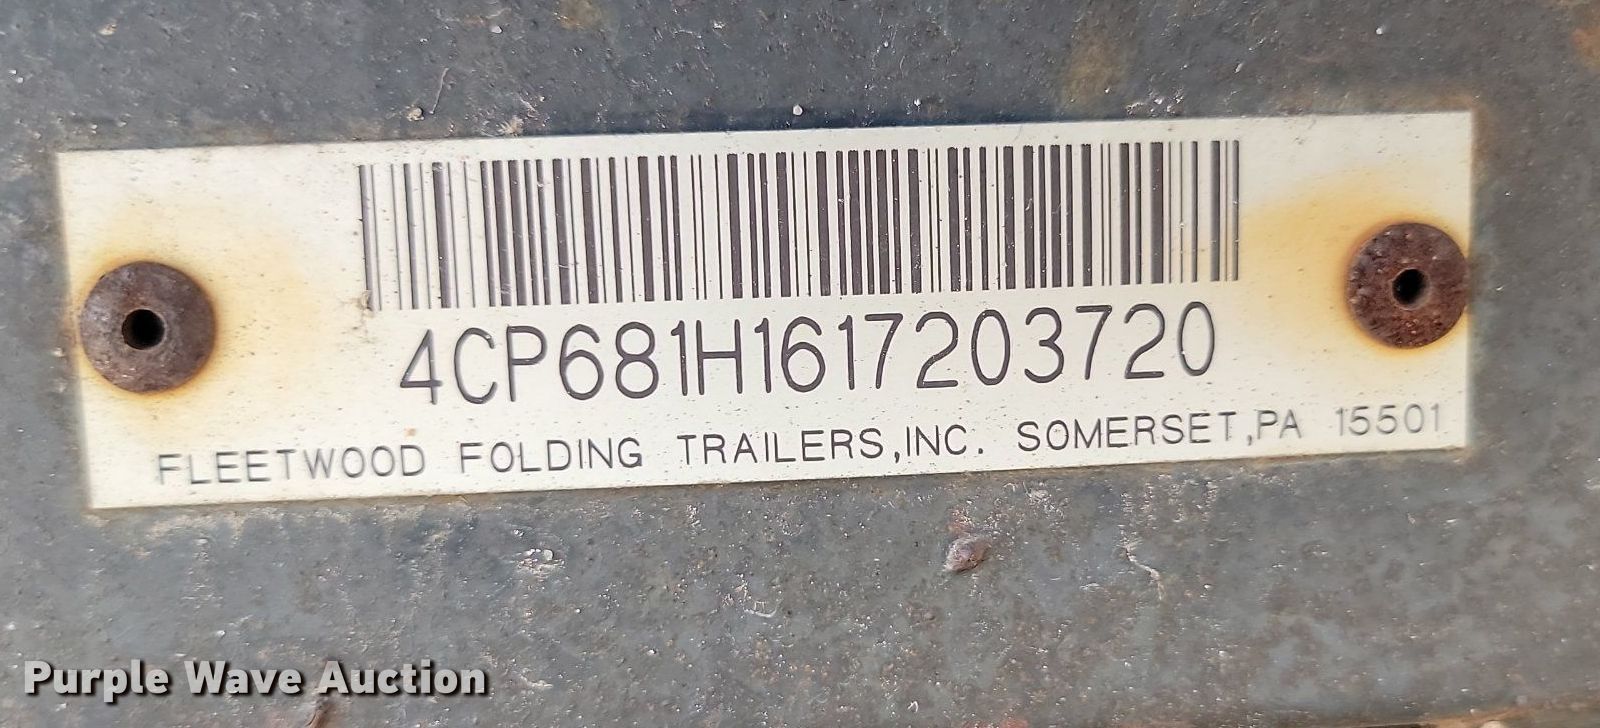 4CP681H1617203720
FLEETWOOD FOLDING TRAILERS,INC. SOMERSET,PA 15501
Purple Wave Auction